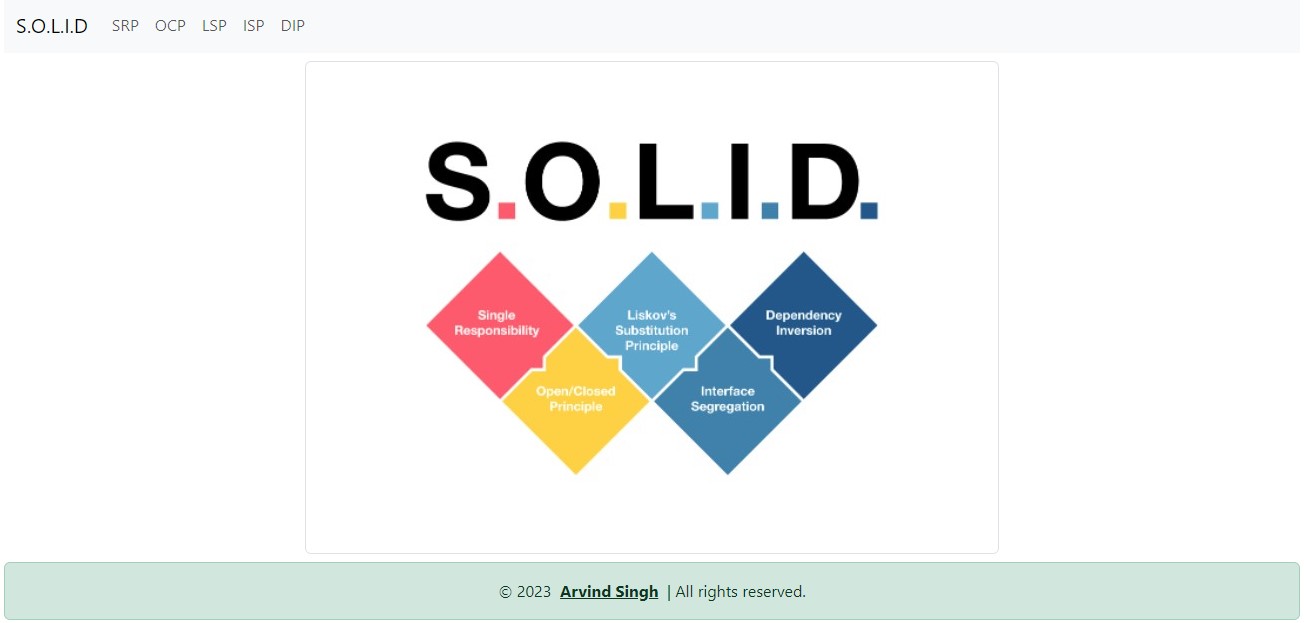 S.O.L.I.D SRP OCP LSP ISP DIP
S.O.L.I.D.
Single
Responsibility
Liskov's
Substitution
Principle
Dependency
Inversion
Open/Closed
Principle
Interface
Segregation
© 2023 Arvind Singh | All rights reserved.